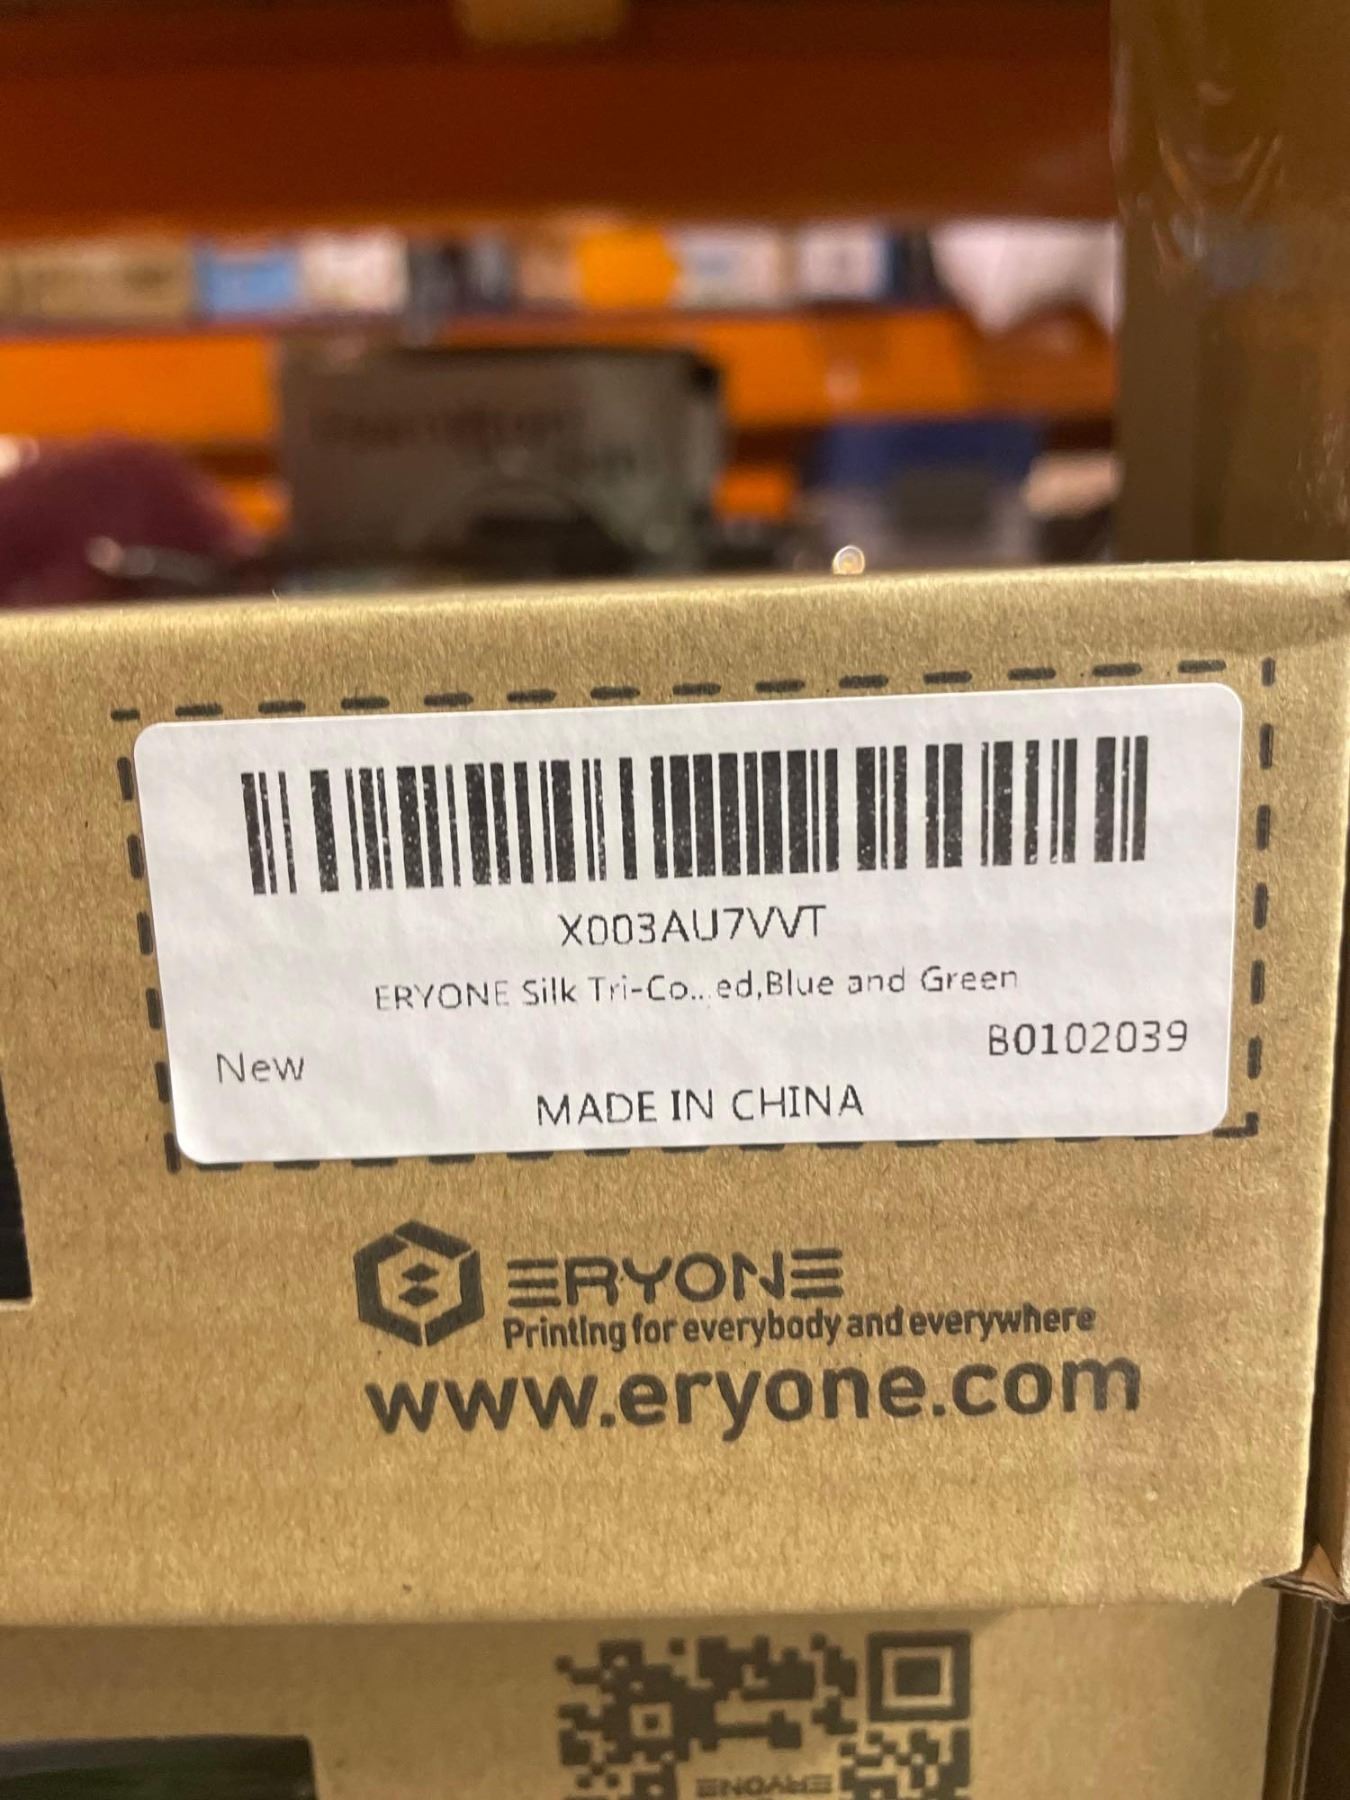 X003AU7VVT
ERYONE Silk Tri-Co... ed,Blue and Green
New
B0102039
MADE IN CHINA
ERYONE
Printing for everybody and everywhere
www.eryone.com
ERYONE